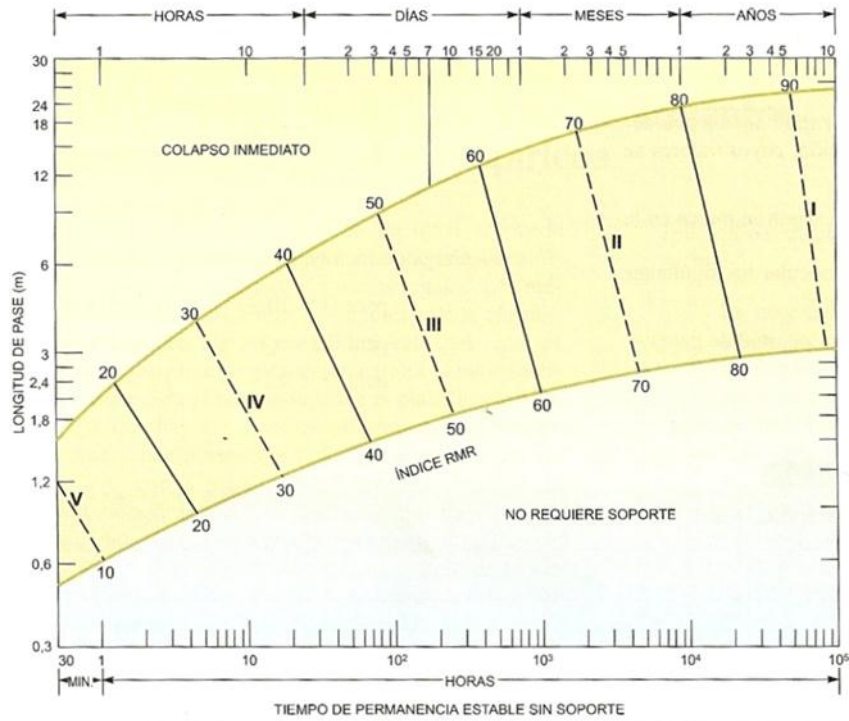 HORAS DÍAS MESES AÑOS
1 10 1 2 3 4 5 7 10 15 20 1 2 3 4 5 1 2 3 4 5 10
30
24
18
12
6
3
2,4
1,8
1,2
0,6
0,3
LONGITUD DE PASE (m)
COLAPSO INMEDIATO
20 30 40 50 60 70 80 90
V IV III II I
10 20 30 40 50 60 70 80
ÍNDICE RMR
NO REQUIERE SOPORTE
30 1 10 10² 10³ 10⁴ 10⁵
MIN. HORAS
TIEMPO DE PERMANENCIA ESTABLE SIN SOPORTE